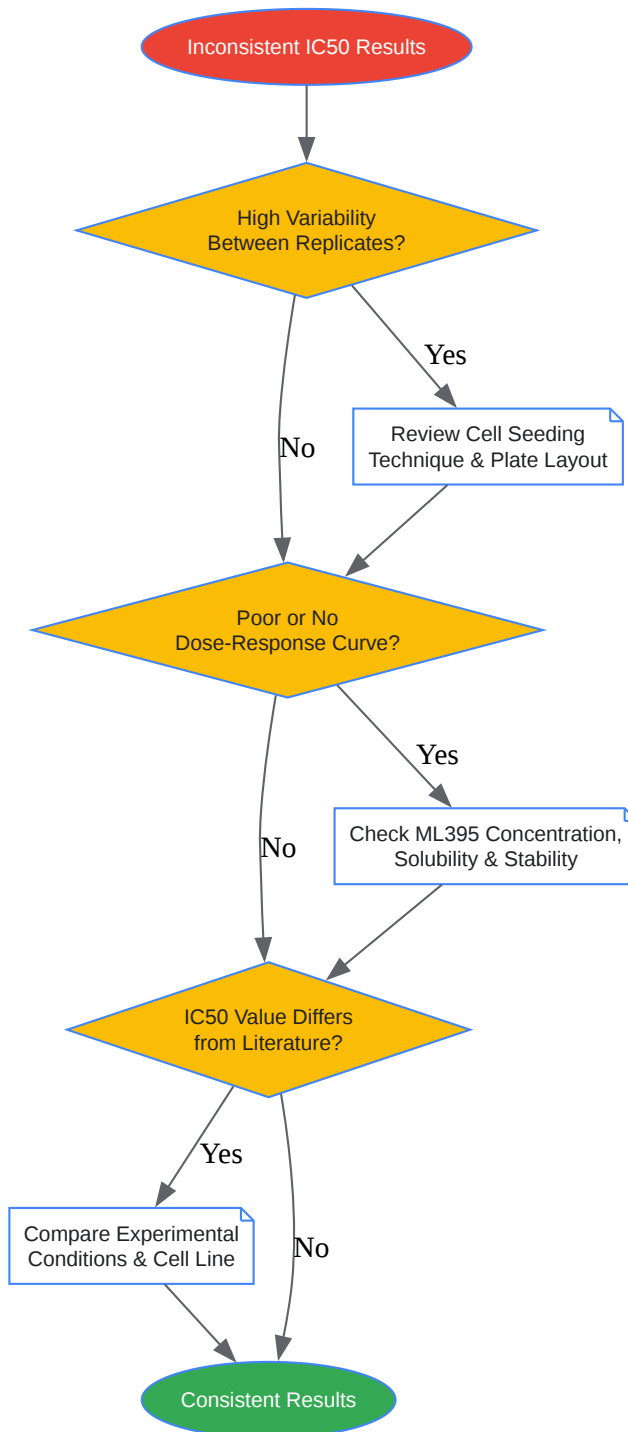 Inconsistent IC50 Results
High Variability
Between Replicates?
Yes
No
Review Cell Seeding
Technique & Plate Layout
Poor or No
Dose-Response Curve?
Yes
No
Check ML395 Concentration,
Solubility & Stability
IC50 Value Differs
from Literature?
Yes
No
Compare Experimental
Conditions & Cell Line
Consistent Results